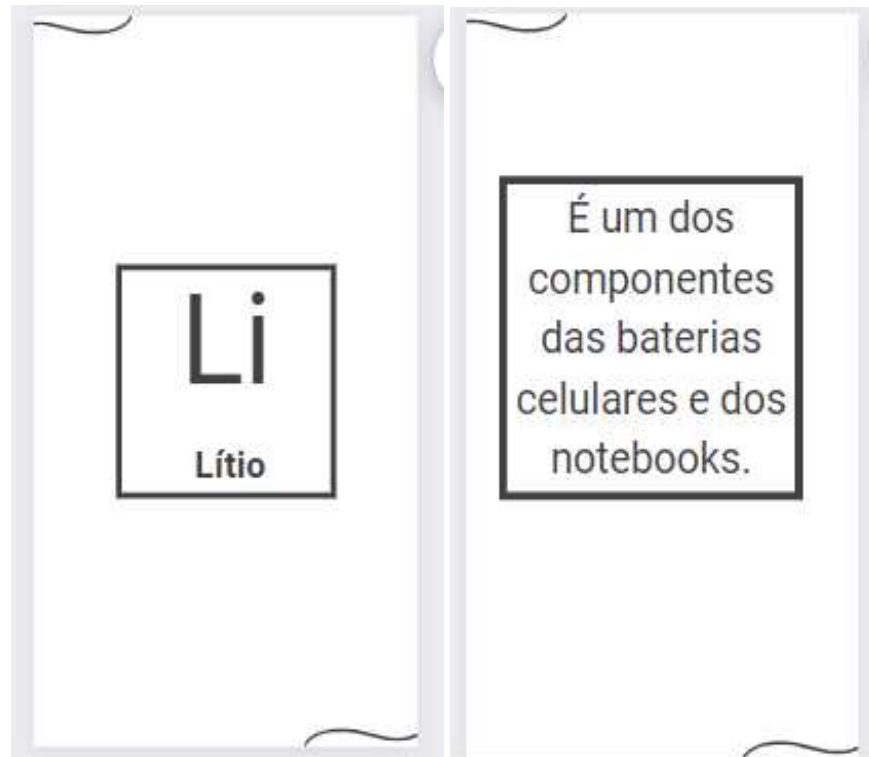 Li
Lítio
É um dos
componentes
das baterias
celulares e dos
notebooks.